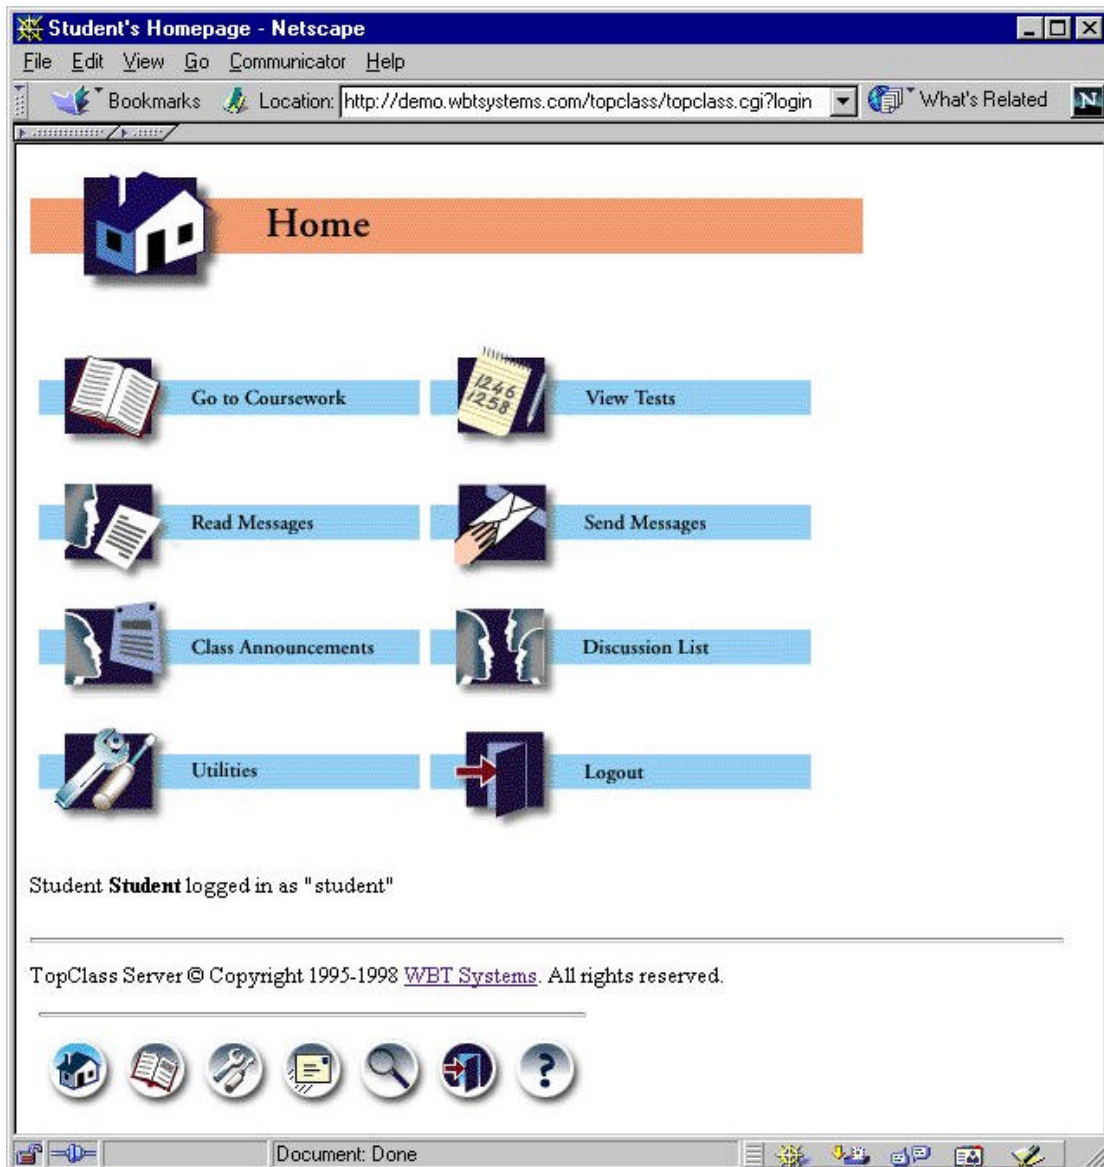 Student's Homepage - Netscape
File Edit View Go Communicator Help
Bookmarks Location: http://demo.wbtsystems.com/topclass/topclass.cgi?login What's Related N
Home
1246
1258
Go to Coursework View Tests
Read Messages Send Messages
Class Announcements Discussion List
Utilities Logout
Student Student logged in as "student"
TopClass Server © Copyright 1995-1998 WBT Systems. All rights reserved.
?
Document: Done